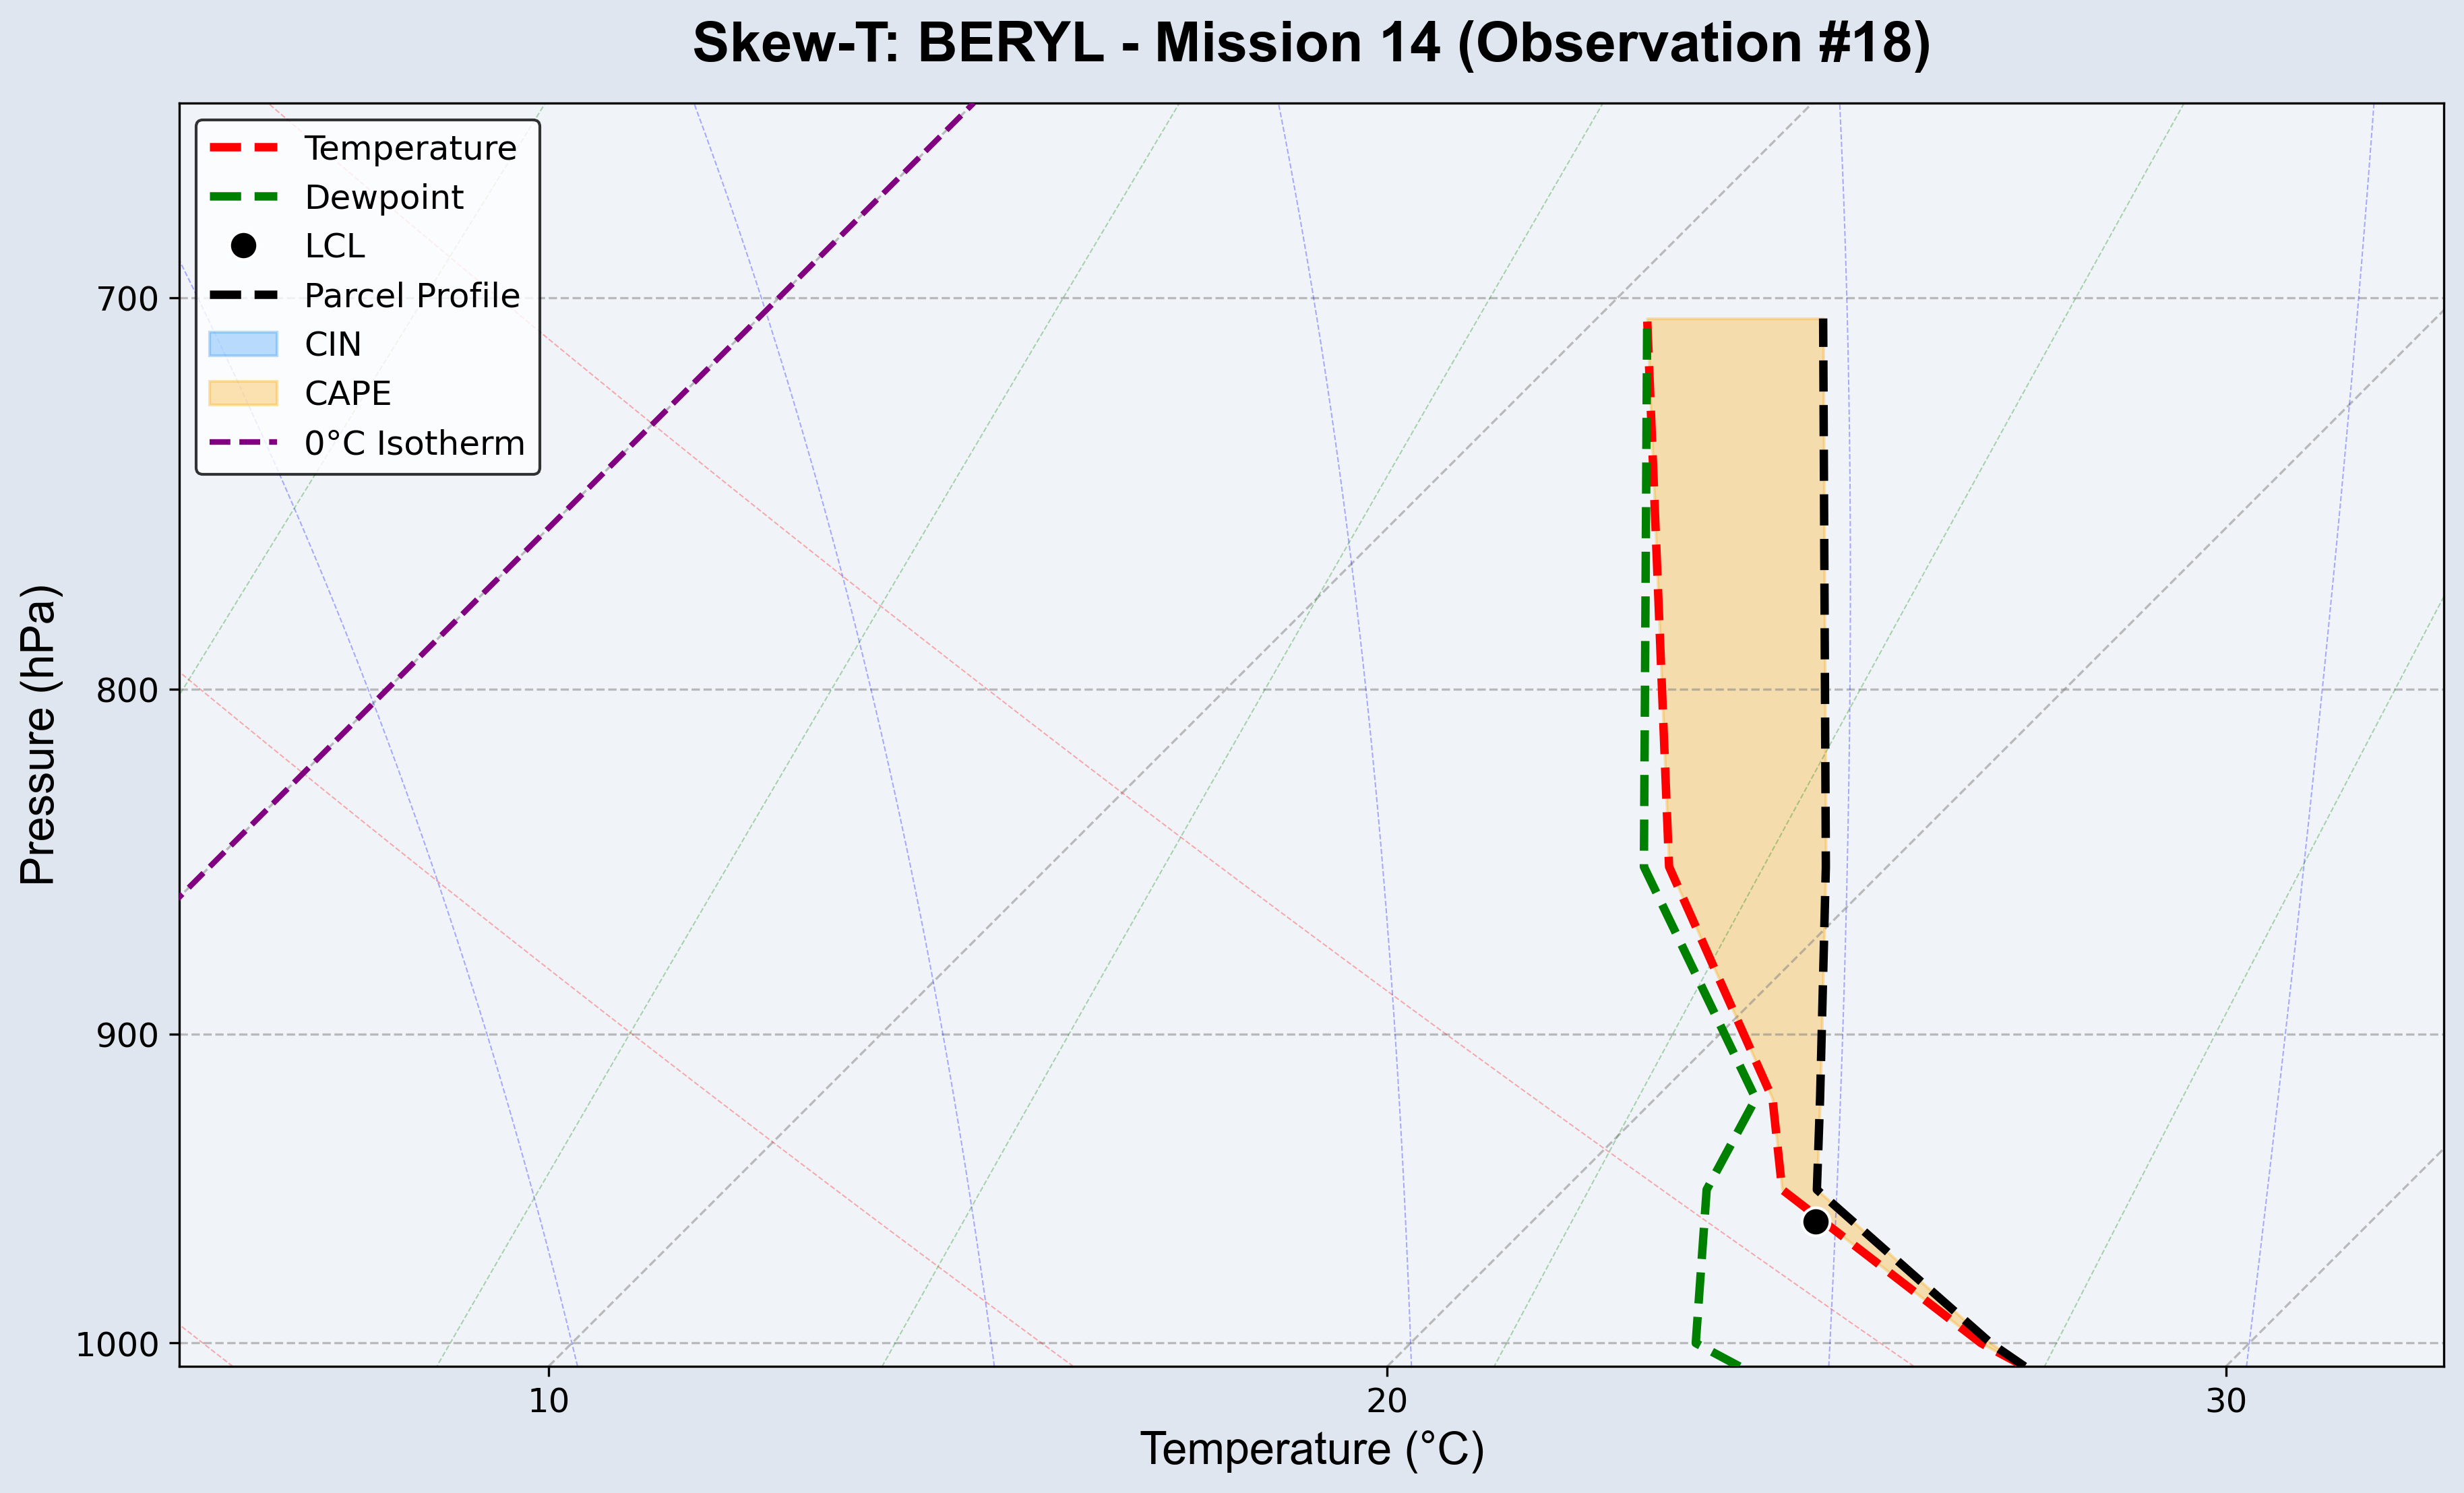 Skew-T: BERYL - Mission 14 (Observation #18)
Temperature
Dewpoint
LCL
Parcel Profile
CIN
CAPE
0°C Isotherm
Pressure (hPa)
700
800
900
1000
10 20 30
Temperature (°C)